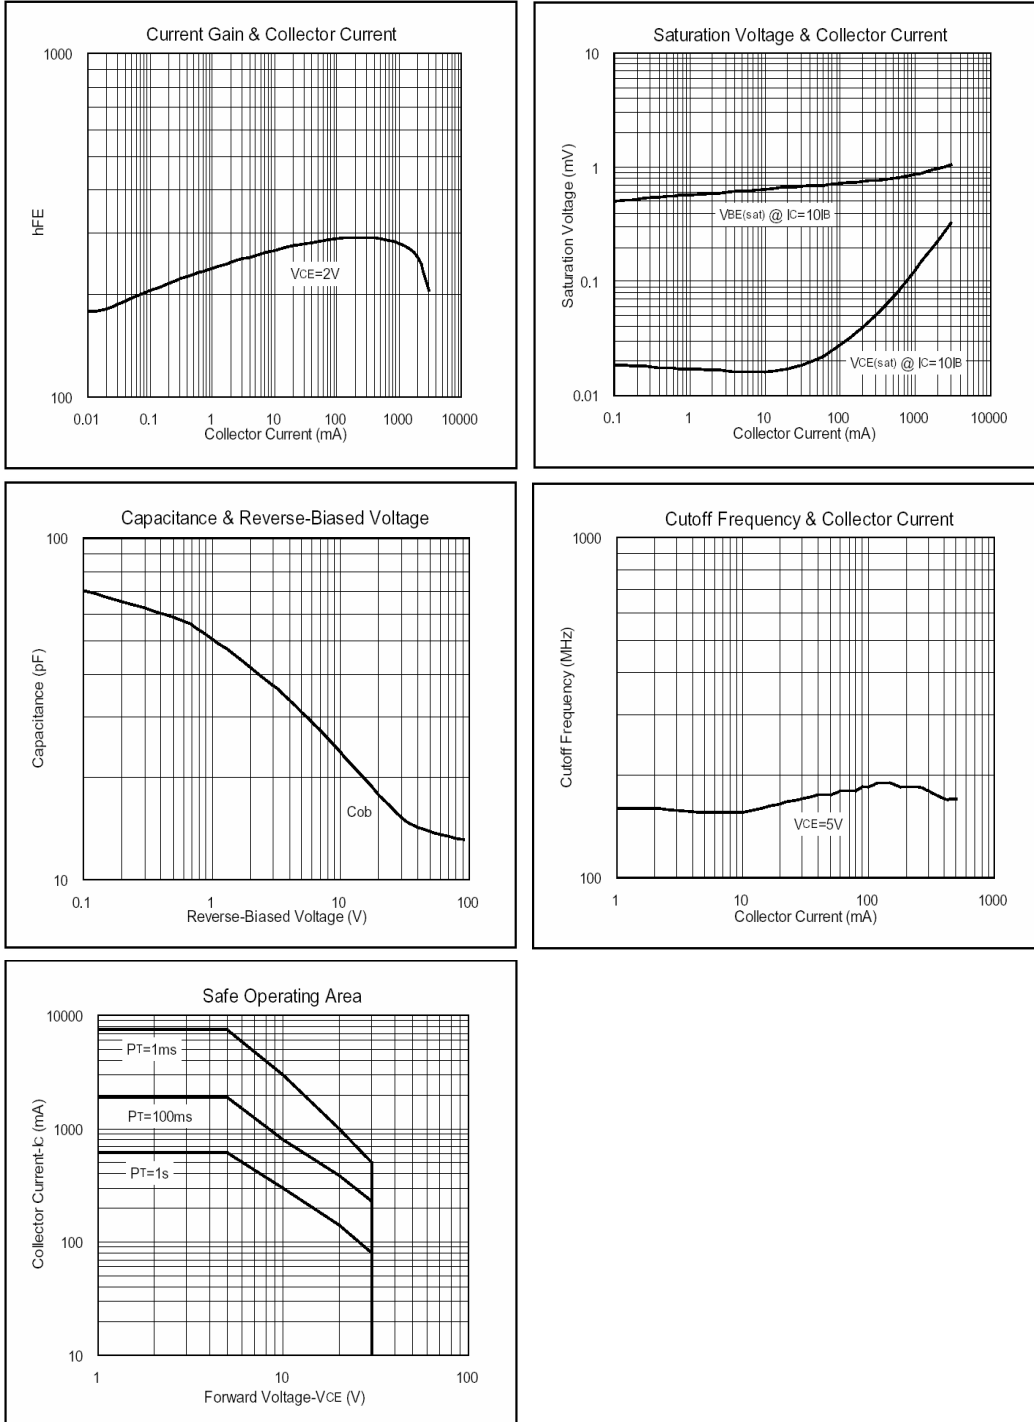 Current Gain & Collector Current
1000
hFE
VCE=2V
100
0.01 0.1 1 10 100 1000 10000
Collector Current (mA)
Saturation Voltage & Collector Current
10
1
Saturation Voltage (mV)
VBE(sat) @ IC=10IB
0.1
VCE(sat) @ IC=10IB
0.01
0.1 1 10 100 1000 10000
Collector Current (mA)
Capacitance & Reverse-Biased Voltage
100
Capacitance (pF)
Cob
10
0.1 1 10 100
Reverse-Biased Voltage (V)
Cutoff Frequency & Collector Current
1000
Cutoff Frequency (MHz)
VCE=5V
100
1 10 100 1000
Collector Current (mA)
Safe Operating Area
10000
PT=1ms
Collector Current-IC (mA)
PT=100ms
1000
PT=1s
100
10
1 10 100
Forward Voltage-VCE (V)